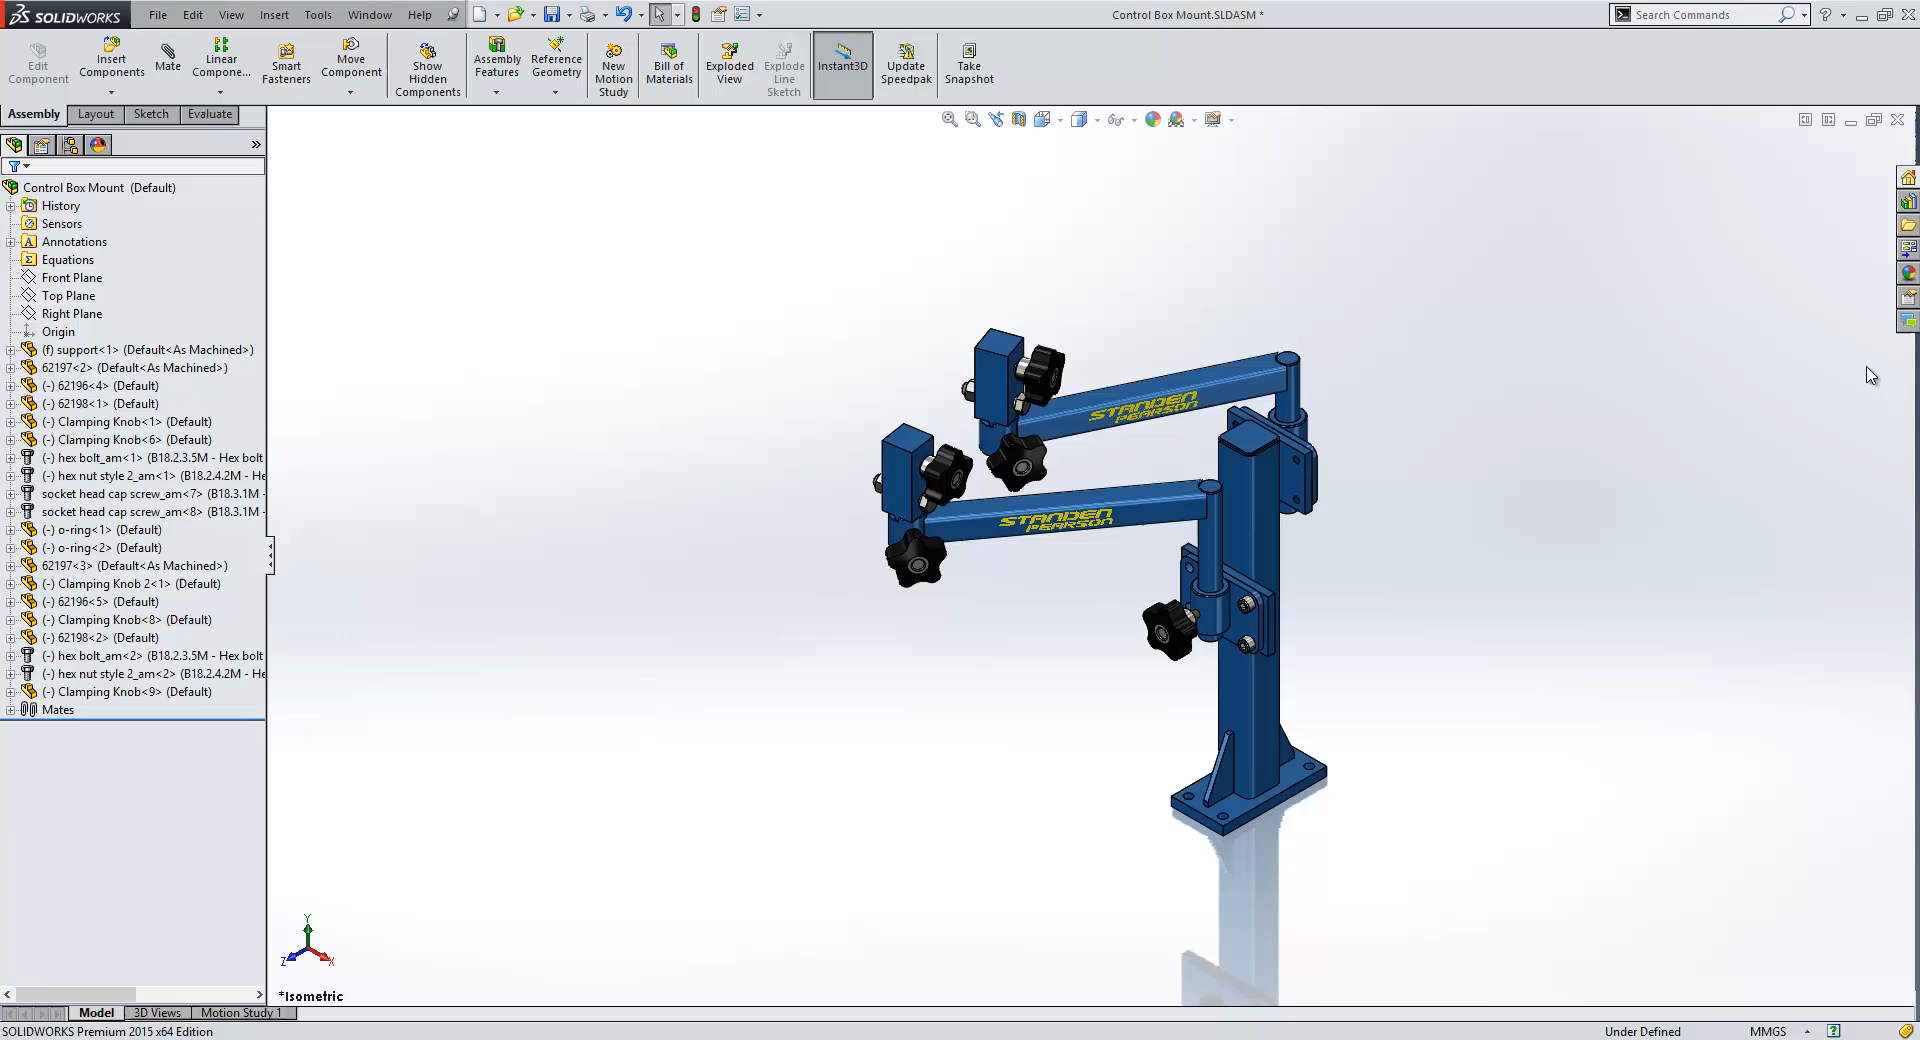 SOLIDWORKS File Edit View Insert Tools Window Help Control Box Mount.SLDASM * Search Commands
Edit Component
Insert Components
Mate
Linear Compone...
Smart Fasteners
Move Component
Show Hidden Components
Assembly Features
Reference Geometry
New Motion Study
Bill of Materials
Exploded View
Explode Line Sketch
Instant3D
Update Speedpak
Take Snapshot
Assembly Layout Sketch Evaluate
Control Box Mount (Default)
History
Sensors
Annotations
Equations
Front Plane
Top Plane
Right Plane
Origin
(f) support<1> (Default<As Machined>)
62197<2> (Default<As Machined>)
(-) 62196<4> (Default)
(-) 62198<1> (Default)
(-) Clamping Knob<1> (Default)
(-) Clamping Knob<6> (Default)
(-) hex bolt_am<1> (B18.2.3.5M - Hex bolt
(-) hex nut style 2_am<1> (B18.2.4.2M - He
socket head cap screw_am<7> (B18.3.1M -
socket head cap screw_am<8> (B18.3.1M -
(-) o-ring<1> (Default)
(-) o-ring<2> (Default)
62197<3> (Default<As Machined>)
(-) Clamping Knob 2<1> (Default)
(-) 62196<5> (Default)
(-) Clamping Knob<8> (Default)
(-) 62198<2> (Default)
(-) hex bolt_am<2> (B18.2.3.5M - Hex bolt
(-) hex nut style 2_am<2> (B18.2.4.2M - He
(-) Clamping Knob<9> (Default)
Mates
STANDEN
PEARSON
STANDEN
PEARSON
Y
Z X
*Isometric
Model 3D Views Motion Study 1
SOLIDWORKS Premium 2015 x64 Edition Under Defined MMGS